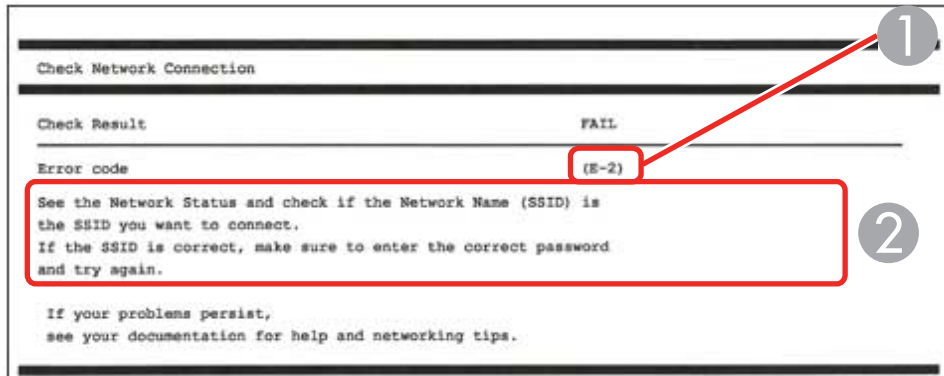 1
Check Network Connection
Check Result FAIL
Error code (E-2)
See the Network Status and check if the Network Name (SSID) is
the SSID you want to connect.
If the SSID is correct, make sure to enter the correct password
and try again.
2
If your problems persist,
see your documentation for help and networking tips.